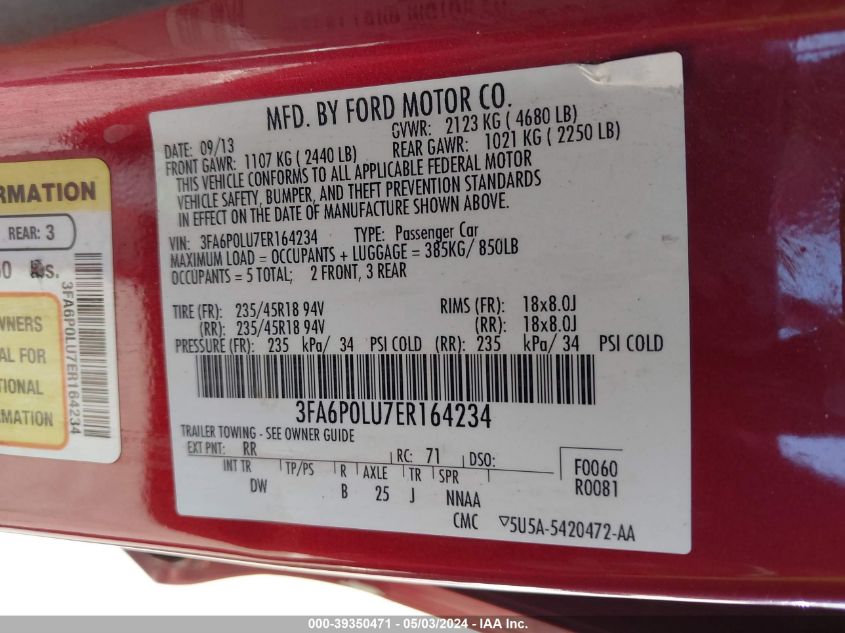 MFD. BY FORD MOTOR CO.
DATE: 09/13 GVWR: 2123 KG ( 4680 LB)
FRONT GAWR: 1107 KG ( 2440 LB) REAR GAWR: 1021 KG ( 2250 LB)
THIS VEHICLE CONFORMS TO ALL APPLICABLE FEDERAL MOTOR
VEHICLE SAFETY, BUMPER, AND THEFT PREVENTION STANDARDS
IN EFFECT ON THE DATE OF MANUFACTURE SHOWN ABOVE.
VIN: 3FA6P0LU7ER164234 TYPE: Passenger Car
MAXIMUM LOAD = OCCUPANTS + LUGGAGE = 385KG/ 850LB
OCCUPANTS = 5 TOTAL; 2 FRONT, 3 REAR
TIRE (FR): 235/45R18 94V RIMS (FR): 18x8.0J
(RR): 235/45R18 94V (RR): 18x8.0J
PRESSURE (FR): 235 kPa/ 34 PSI COLD (RR): 235 kPa/ 34 PSI COLD
3FA6P0LU7ER164234
TRAILER TOWING - SEE OWNER GUIDE
EXT PNT: RR RC: 71 DSO:
INT TR TP/PS R AXLE TR SPR
DW B 25 J NNAA
F0060
R0081
CMC ▽5U5A-5420472-AA
RMATION
REAR: 3
s.
WNERS
AL FOR
TIONAL
MATION
3FA6P0LU7ER164234
000-39350471 - 05/03/2024 - IAA Inc.